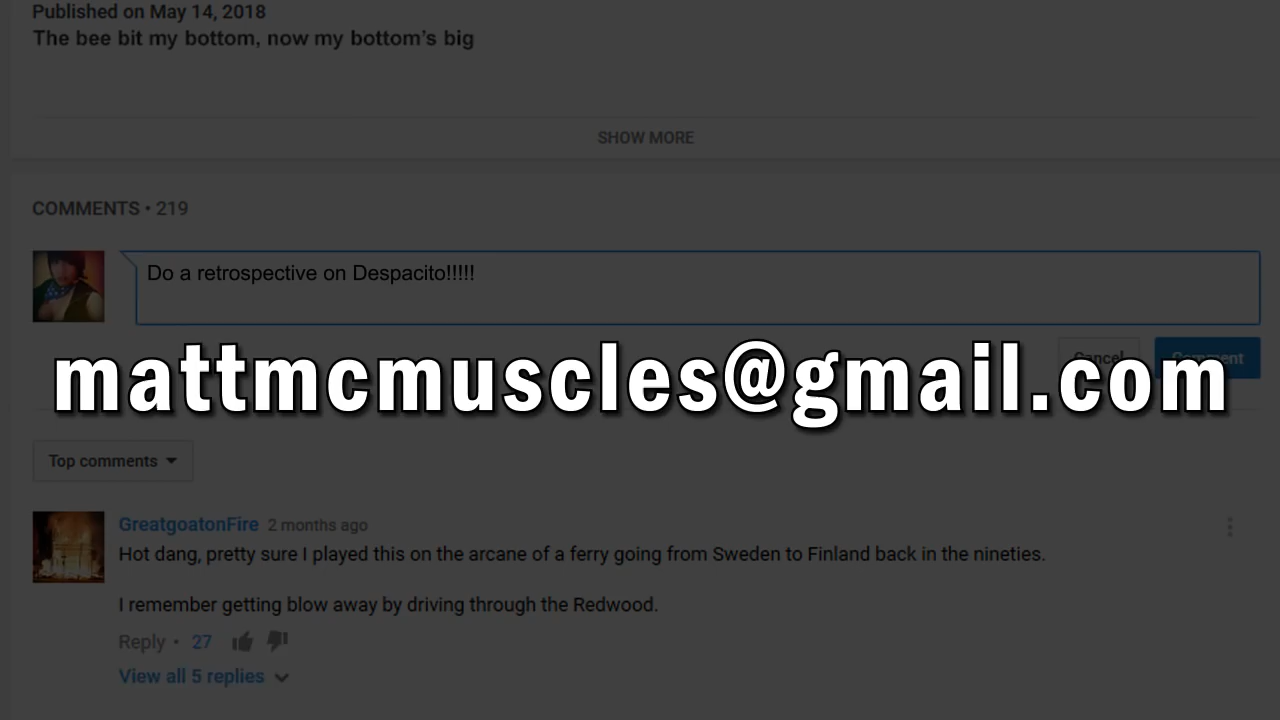 Published on May 14, 2018
The bee bit my bottom, now my bottom's big
SHOW MORE
COMMENTS • 219
Do a retrospective on Despacito!!!!!
Cancel
Comment
mattmcmuscles@gmail.com
Top comments
GreatgoatonFire 2 months ago
Hot dang, pretty sure I played this on the arcane of a ferry going from Sweden to Finland back in the nineties.
I remember getting blow away by driving through the Redwood.
Reply • 27
View all 5 replies